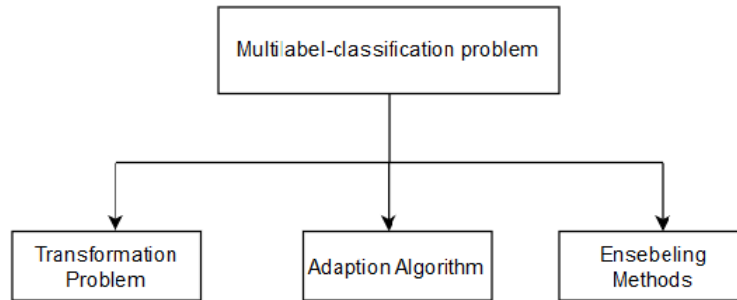 Multilabel-classification problem
Transformation
Problem
Adaption Algorithm
Ensebeling
Methods